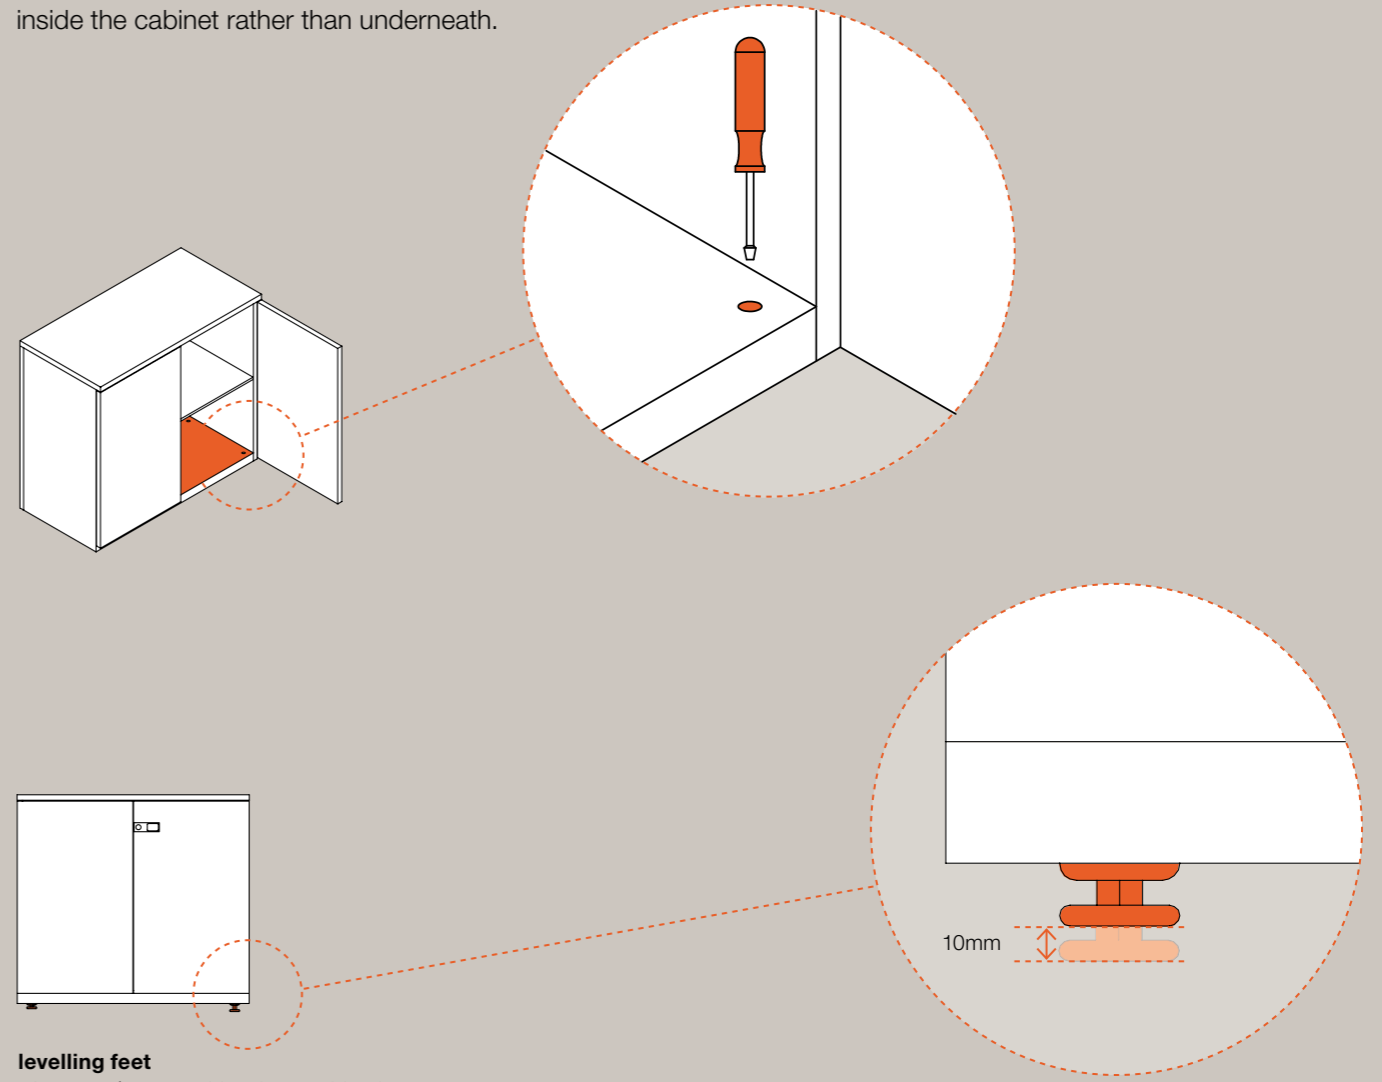 inside the cabinet rather than underneath.
10mm
levelling feet